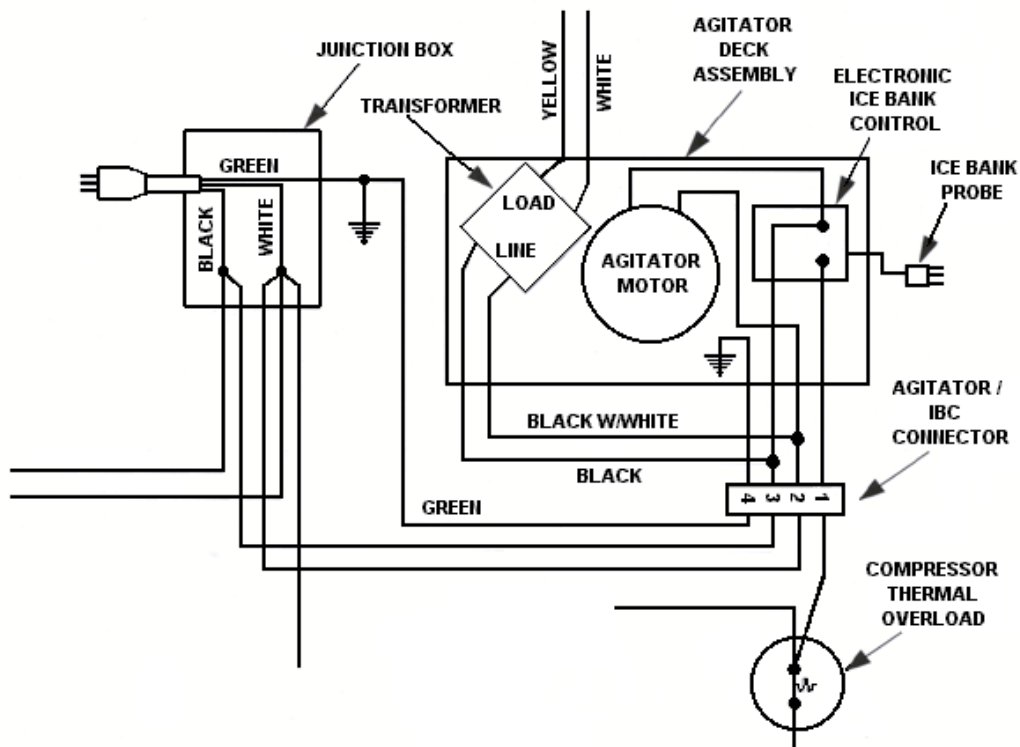 JUNCTION BOX
TRANSFORMER
YELLOW
WHITE
AGITATOR
DECK
ASSEMBLY
ELECTRONIC
ICE BANK
CONTROL
ICE BANK
PROBE
GREEN
BLACK
WHITE
LOAD
LINE
AGITATOR
MOTOR
BLACK W/WHITE
BLACK
GREEN
AGITATOR /
IBC
CONNECTOR
4 3 2 1
COMPRESSOR
THERMAL
OVERLOAD